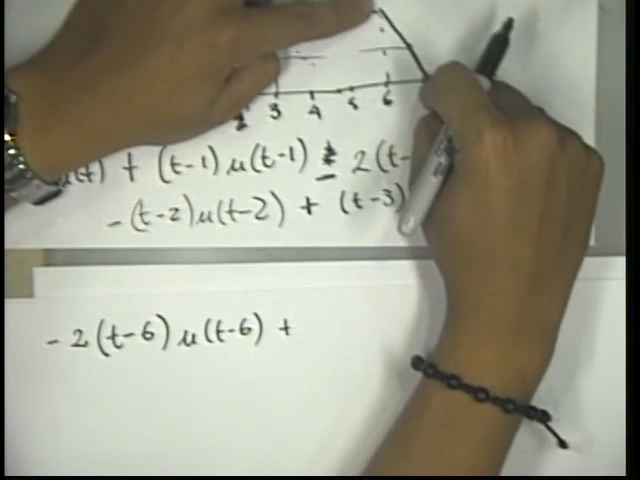 2 3 4 5 6
u(t) + (t-1) u(t-1) ± 2(t-
-(t-2)u(t-2) + (t-3)
- 2(t-6) u(t-6) +